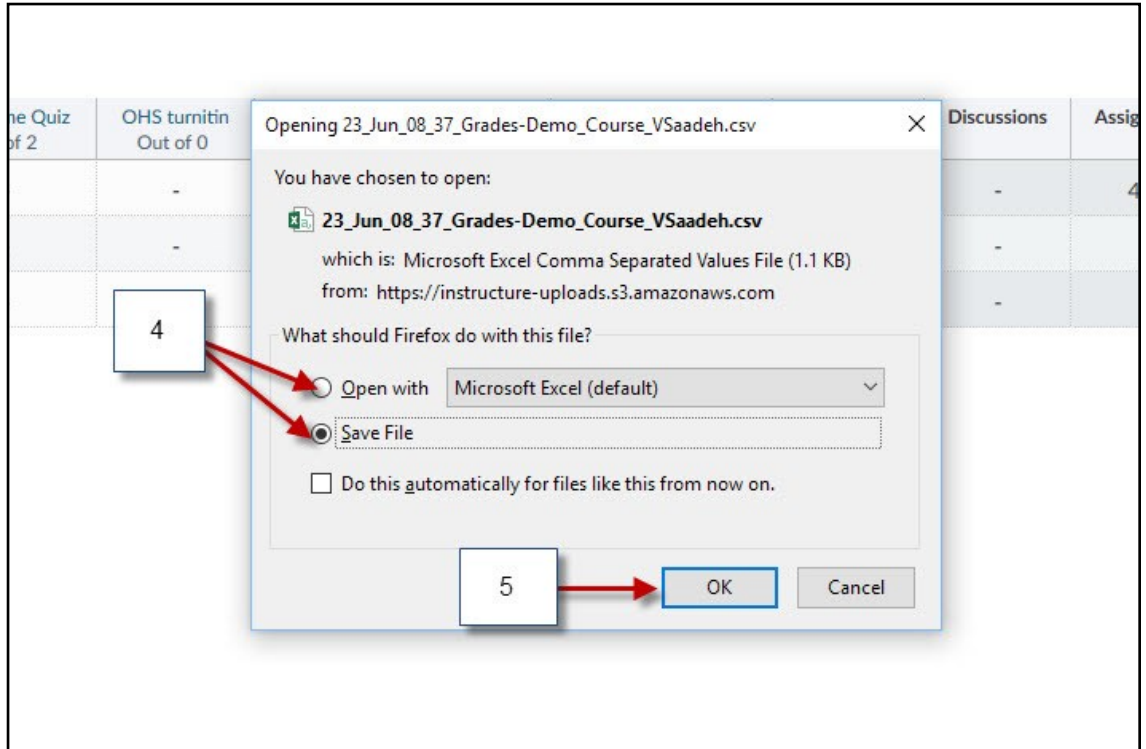 ne Quiz
of 2
OHS turnitin
Out of 0
Discussions
Assig
-
-
4
-
-
-
Opening 23_Jun_08_37_Grades-Demo_Course_VSaadeh.csv
You have chosen to open:
23_Jun_08_37_Grades-Demo_Course_VSaadeh.csv
which is: Microsoft Excel Comma Separated Values File (1.1 KB)
from: https://instructure-uploads.s3.amazonaws.com
4
What should Firefox do with this file?
Open with Microsoft Excel (default)
Save File
Do this automatically for files like this from now on.
5
OK Cancel